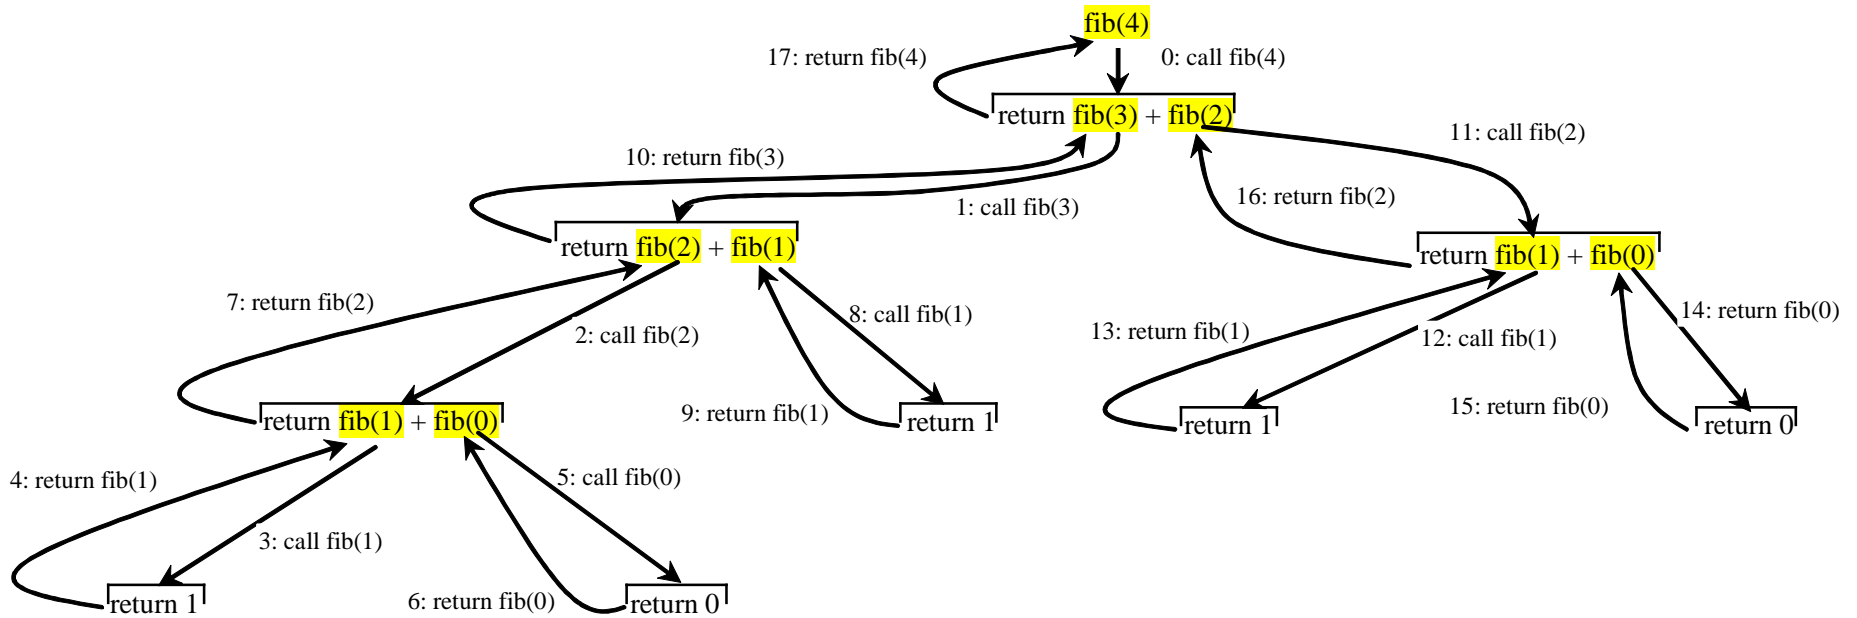 fib(4)
17: return fib(4)
0: call fib(4)
return fib(3) + fib(2)
11: call fib(2)
10: return fib(3)
1: call fib(3)
16: return fib(2)
return fib(2) + fib(1)
return fib(1) + fib(0)
7: return fib(2)
2: call fib(2)
8: call fib(1)
13: return fib(1)
12: call fib(1)
14: return fib(0)
9: return fib(1)
15: return fib(0)
return fib(1) + fib(0)
return 1
return 1
return 0
4: return fib(1)
5: call fib(0)
3: call fib(1)
6: return fib(0)
return 1
return 0